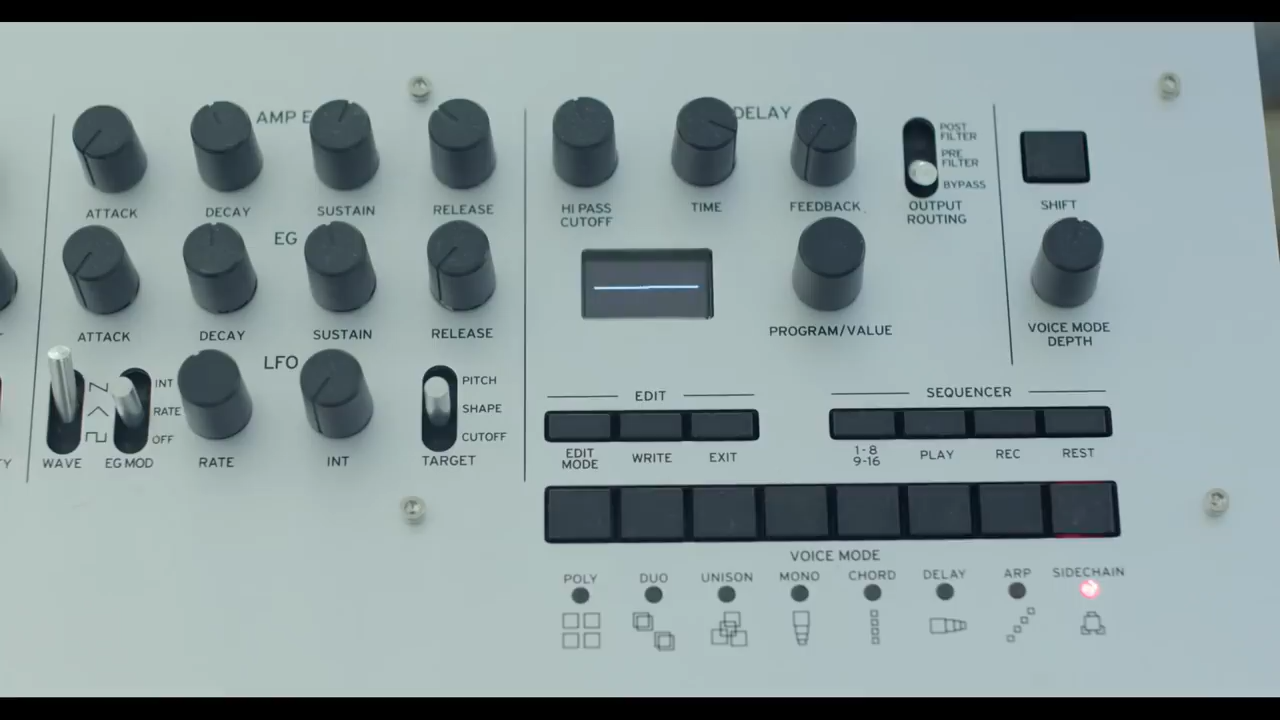 AMP E
ATTACK
DECAY
SUSTAIN
RELEASE
EG
ATTACK
DECAY
SUSTAIN
RELEASE
LFO
WAVE
INT
RATE
OFF
EG MOD
RATE
INT
PITCH
SHAPE
CUTOFF
TARGET
DELAY
HI PASS
CUTOFF
TIME
FEEDBACK
POST
FILTER
PRE
FILTER
BYPASS
OUTPUT
ROUTING
SHIFT
PROGRAM/VALUE
VOICE MODE
DEPTH
EDIT
EDIT
MODE
WRITE
EXIT
SEQUENCER
1-8
9-16
PLAY
REC
REST
VOICE MODE
POLY
DUO
UNISON
MONO
CHORD
DELAY
ARP
SIDECHAIN